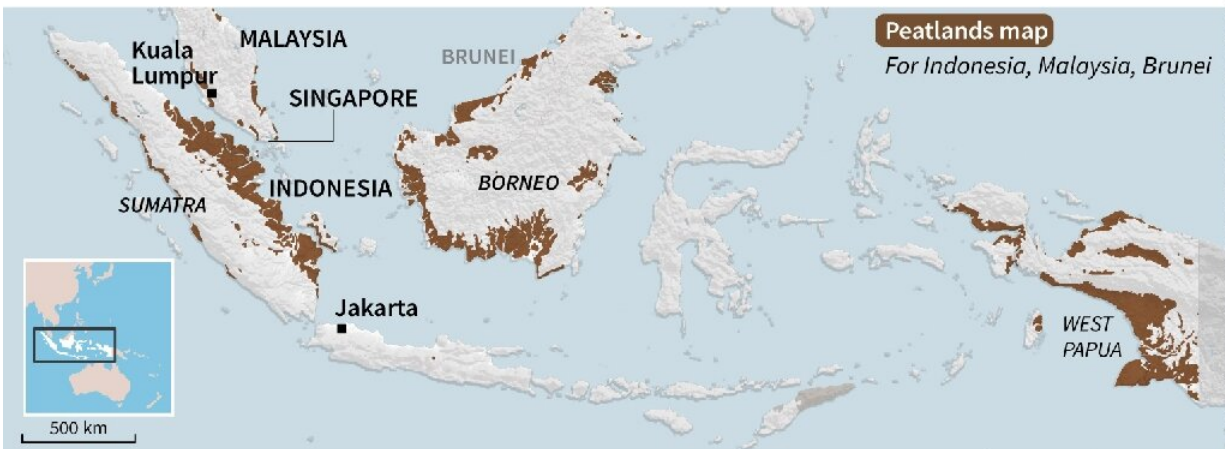 Peatlands map
For Indonesia, Malaysia, Brunei
MALAYSIA
Kuala
Lumpur
BRUNEI
SINGAPORE
INDONESIA
BORNEO
SUMATRA
Jakarta
WEST
PAPUA
500 km